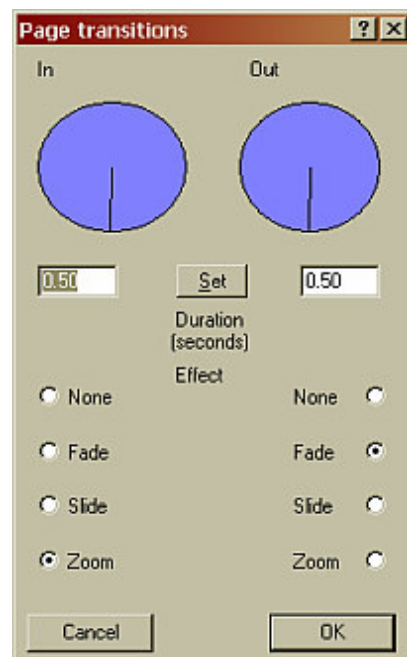 Page transitions ? ×
In Out
0.50 Set 0.50
Duration
(seconds)
Effect
None None
Fade Fade
Slide Slide
Zoom Zoom
Cancel OK